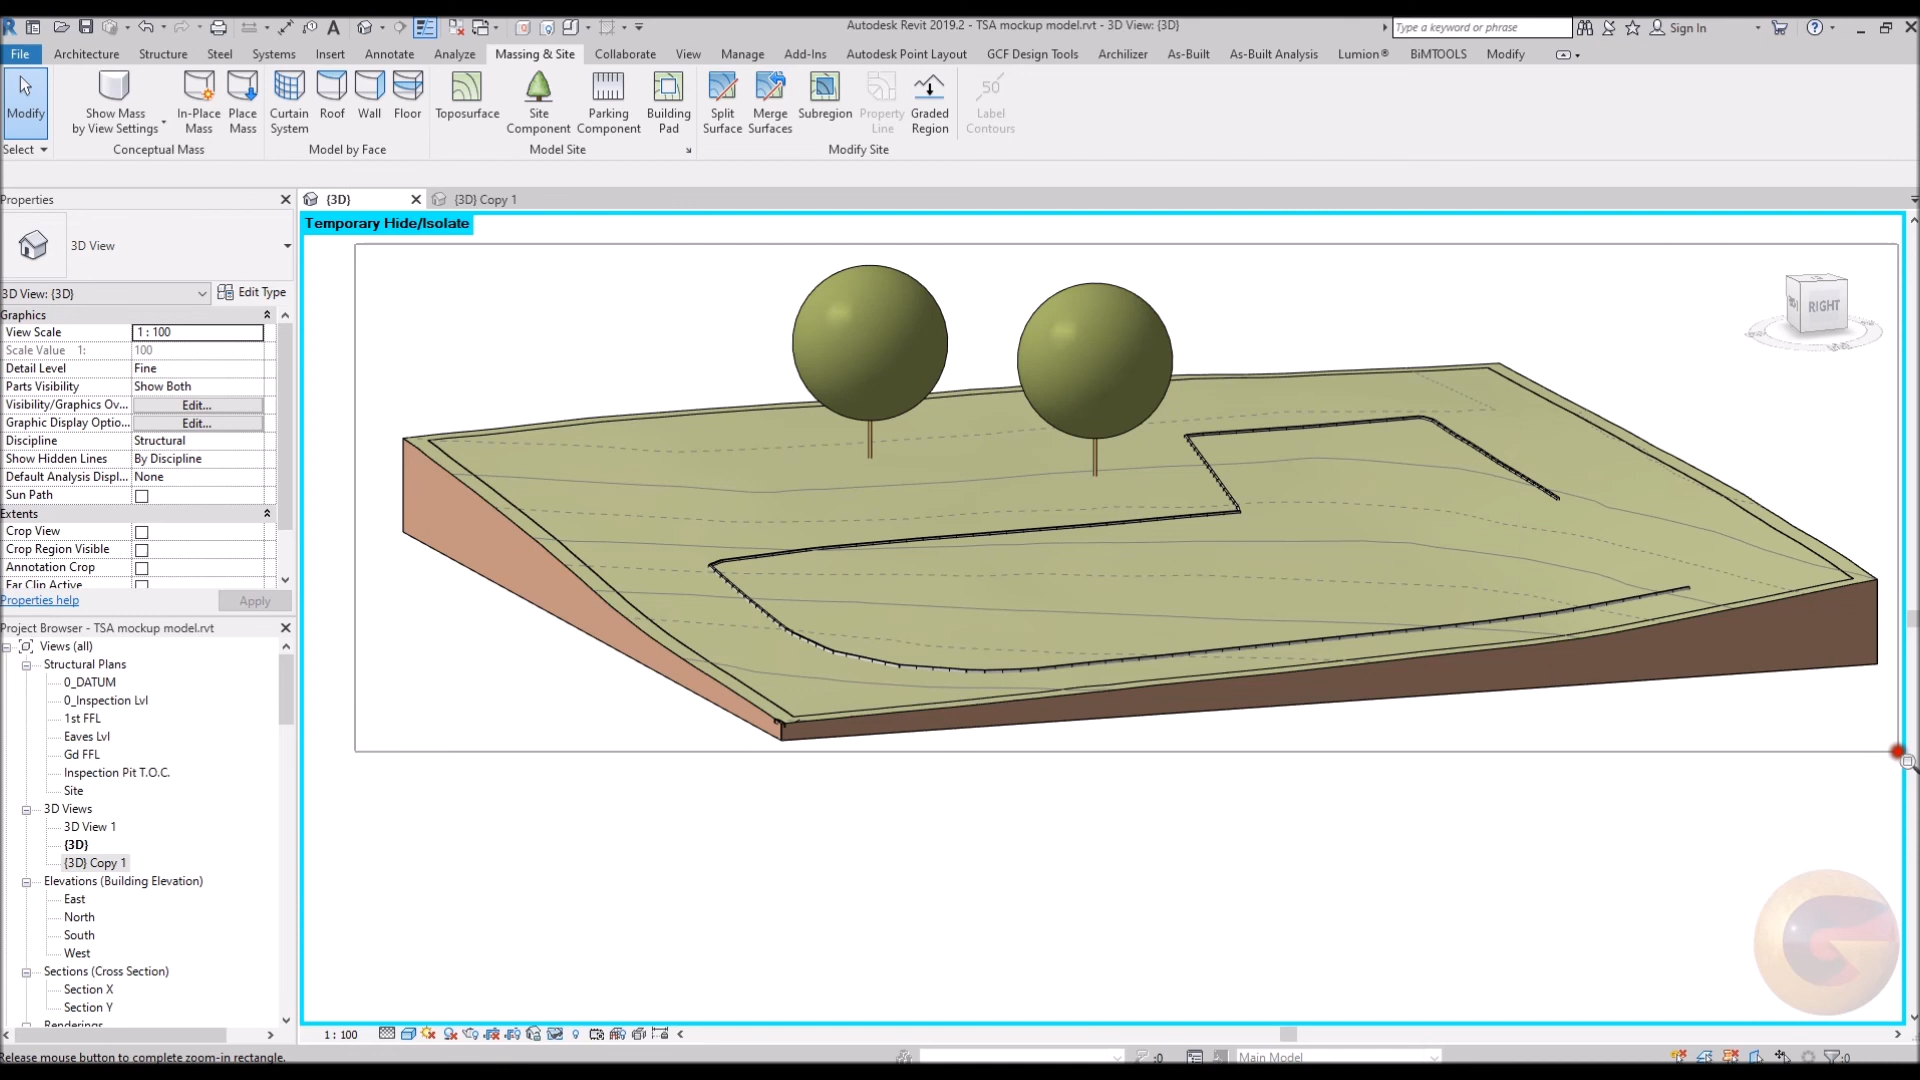 Autodesk Revit 2019.2 - TSA mockup model.rvt - 3D View: {3D}
Type a keyword or phrase
Sign In
File Architecture Structure Steel Systems Insert Annotate Analyze Massing & Site Collaborate View Manage Add-Ins Autodesk Point Layout GCF Design Tools Archilizer As-Built As-Built Analysis Lumion® BiMTOOLS Modify
Modify
Show Mass
by View Settings
In-Place
Mass
Place
Mass
Curtain
System
Roof
Wall
Floor
Toposurface
Site
Component
Parking
Component
Building
Pad
Split
Surface
Merge
Surfaces
Subregion
Property
Line
Graded
Region
50
Label
Contours
Select
Conceptual Mass
Model by Face
Model Site
Modify Site
Properties
{3D}
{3D} Copy 1
Temporary Hide/Isolate
3D View
3D View: {3D}
Edit Type
Graphics
View Scale 1 : 100
Scale Value 1: 100
Detail Level Fine
Parts Visibility Show Both
Visibility/Graphics Ov... Edit...
Graphic Display Optio... Edit...
Discipline Structural
Show Hidden Lines By Discipline
Default Analysis Displ... None
Sun Path
Extents
Crop View
Crop Region Visible
Annotation Crop
Far Clip Active
Properties help
Apply
RIGHT
Project Browser - TSA mockup model.rvt
Views (all)
Structural Plans
0_DATUM
0_Inspection Lvl
1st FFL
Eaves Lvl
Gd FFL
Inspection Pit T.O.C.
Site
3D Views
3D View 1
{3D}
{3D} Copy 1
Elevations (Building Elevation)
East
North
South
West
Sections (Cross Section)
Section X
Section Y
Renderings
1 : 100
Release mouse button to complete zoom-in rectangle.
:0
Main Model
:0